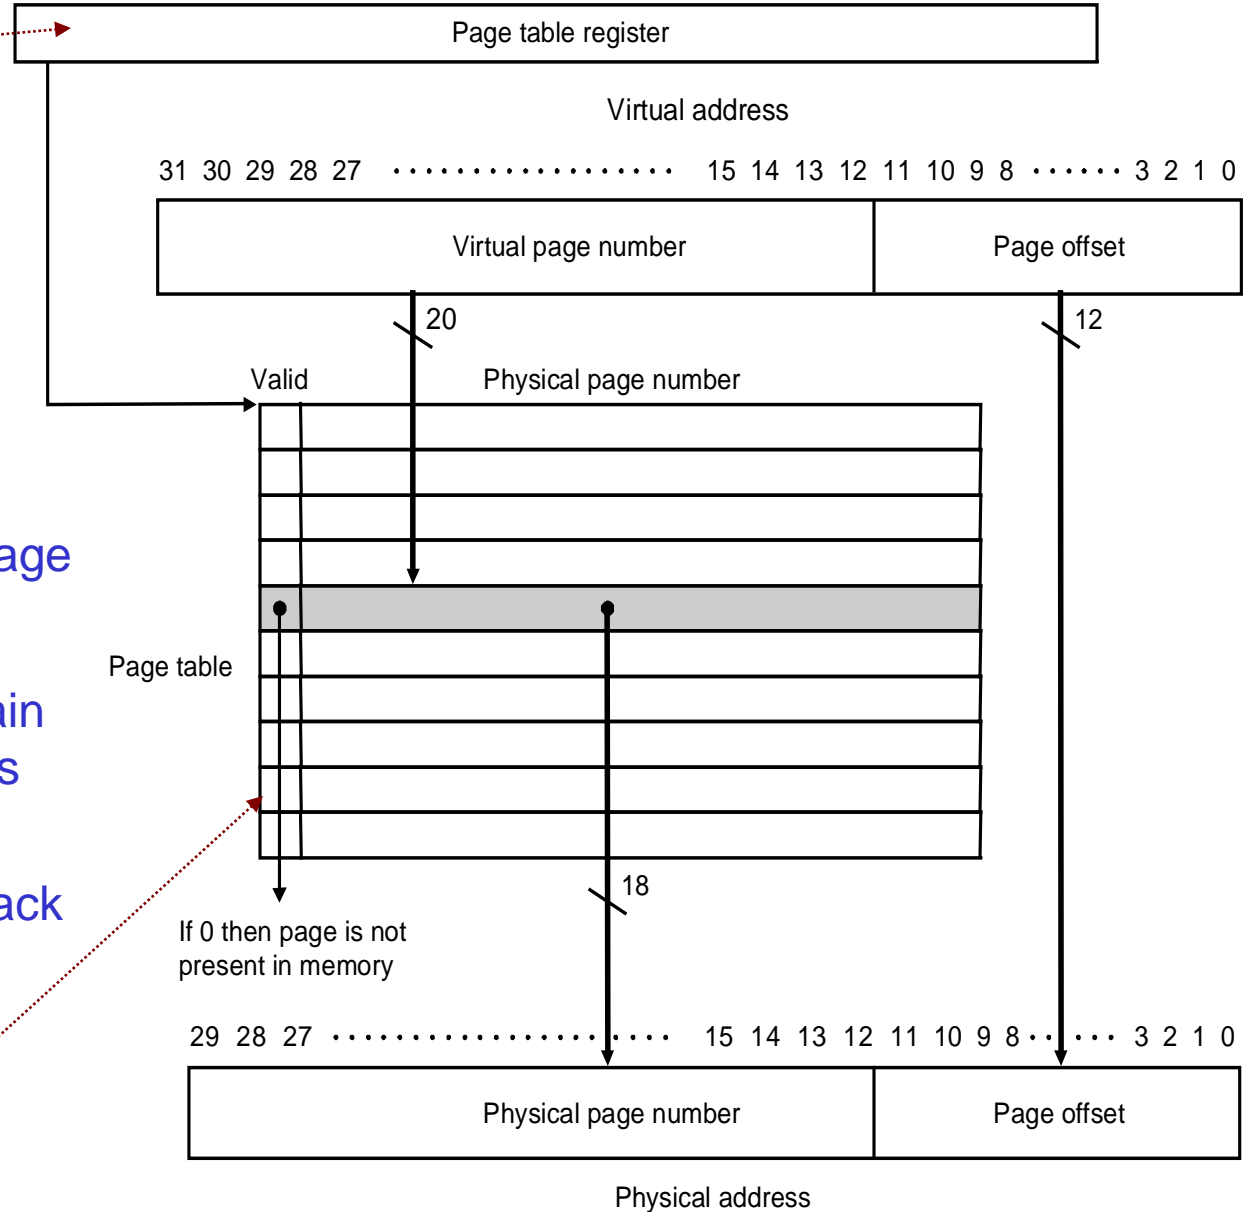 Page table register
Virtual address
31 30 29 28 27 .................. 15 14 13 12 11 10 9 8 ...... 3 2 1 0
Virtual page number Page offset
20 12
Valid Physical page number
age
Page table
ain
s
ack
18
If 0 then page is not
present in memory
29 28 27 ..................... 15 14 13 12 11 10 9 8 ...... 3 2 1 0
Physical page number Page offset
Physical address